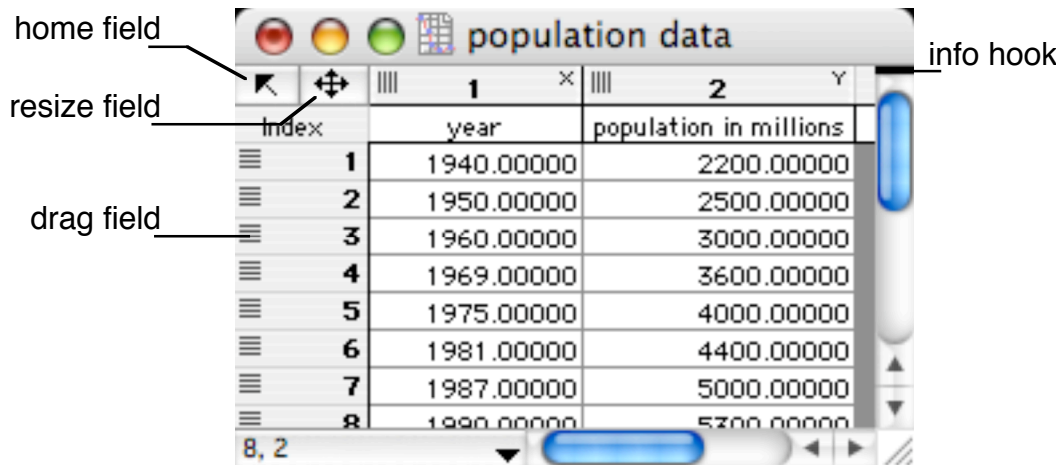 home field
population data
info hook
1 X 2 Y
resize field
Index year population in millions
1 1940.00000 2200.00000
2 1950.00000 2500.00000
drag field
3 1960.00000 3000.00000
4 1969.00000 3600.00000
5 1975.00000 4000.00000
6 1981.00000 4400.00000
7 1987.00000 5000.00000
8 1990.00000 5300.00000
8, 2